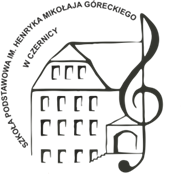 SZKOŁA PODSTAWOWA IM. HENRYKA MIKOŁAJA GÓRECKIEGO
W CZERNICY